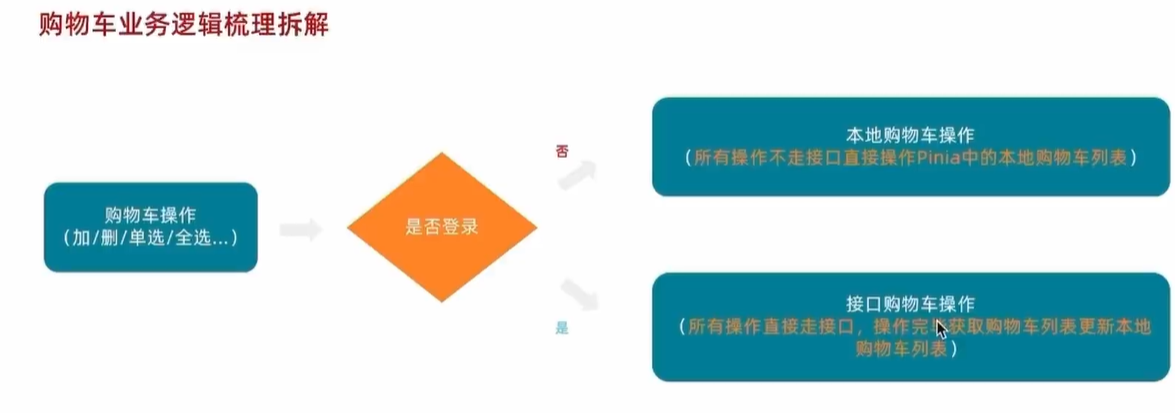 购物车业务逻辑梳理拆解
否
本地购物车操作
（所有操作不走接口直接操作Pinia中的本地购物车列表）
购物车操作
（加/删/单选/全选...）
是否登录
接口购物车操作
（所有操作直接走接口，操作完毕获取购物车列表更新本地
购物车列表）
是